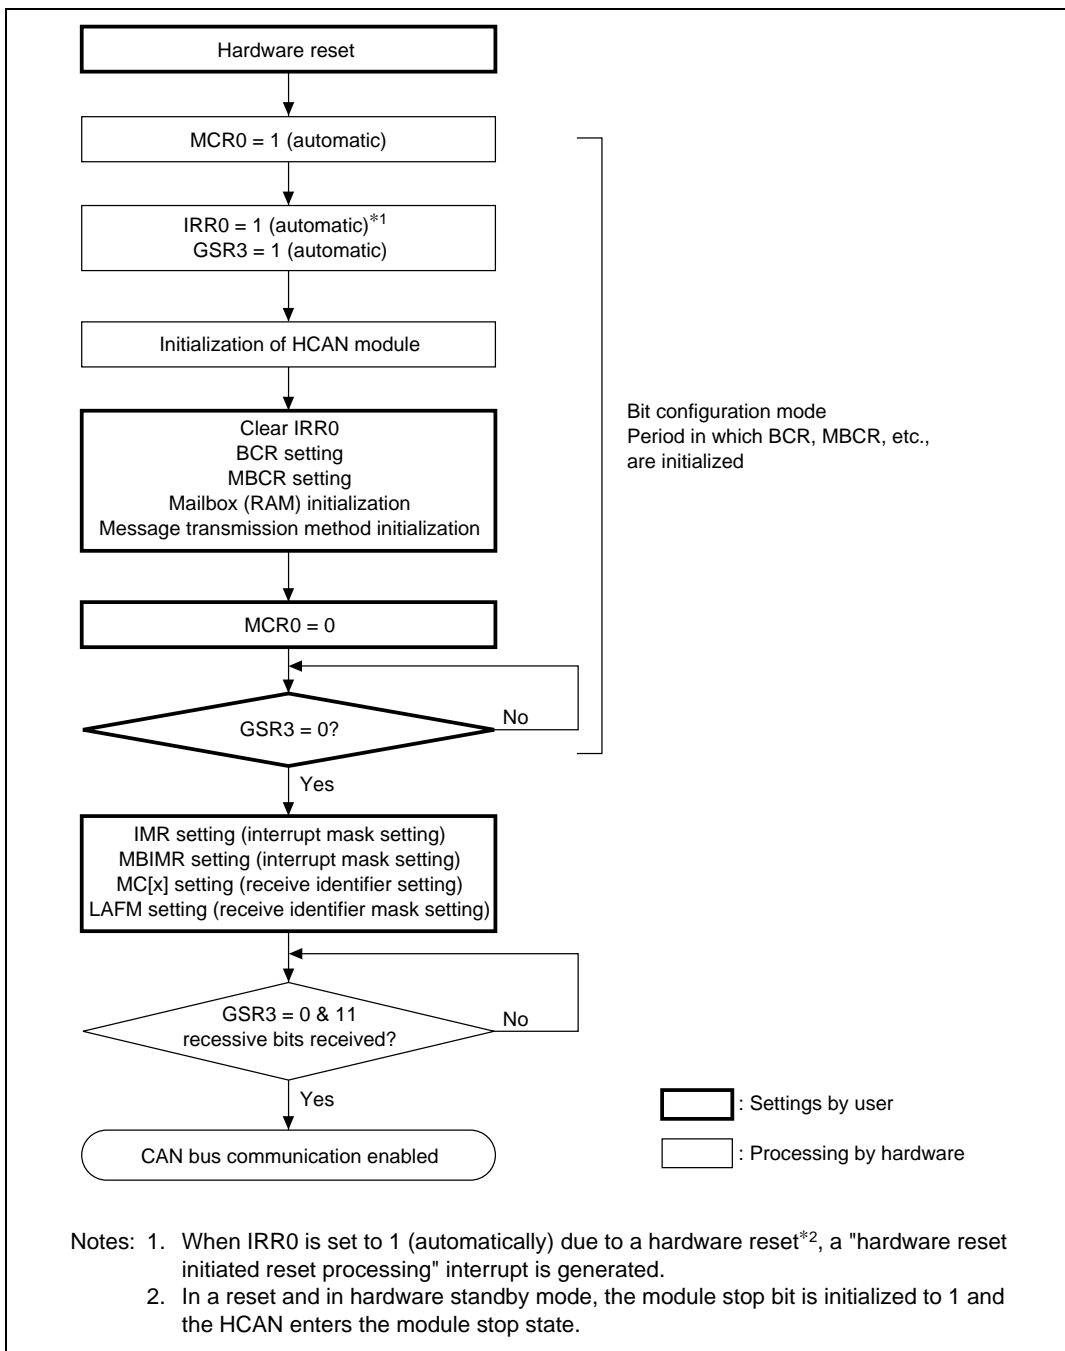 Hardware reset
MCR0 = 1 (automatic)
IRR0 = 1 (automatic)*1
GSR3 = 1 (automatic)
Initialization of HCAN module
Clear IRR0
BCR setting
MBCR setting
Mailbox (RAM) initialization
Message transmission method initialization
Bit configuration mode
Period in which BCR, MBCR, etc.,
are initialized
MCR0 = 0
GSR3 = 0?
No
Yes
IMR setting (interrupt mask setting)
MBIMR setting (interrupt mask setting)
MC[x] setting (receive identifier setting)
LAFM setting (receive identifier mask setting)
GSR3 = 0 & 11
recessive bits received?
No
Yes
CAN bus communication enabled
: Settings by user
: Processing by hardware
Notes: 1. When IRR0 is set to 1 (automatically) due to a hardware reset*2, a "hardware reset
initiated reset processing" interrupt is generated.
2. In a reset and in hardware standby mode, the module stop bit is initialized to 1 and
the HCAN enters the module stop state.